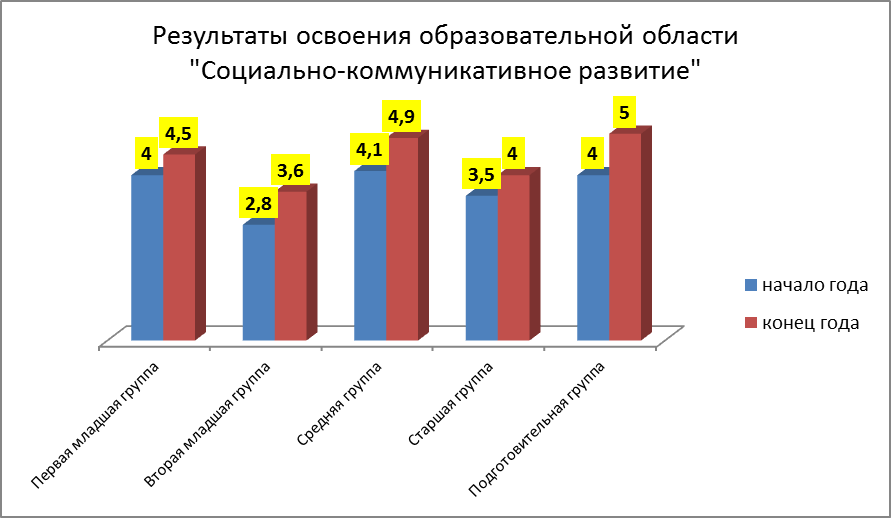 Результаты освоения образовательной области
"Социально-коммуникативное развитие"
4
4,5
2,8
3,6
4,1
4,9
3,5
4
4
5
начало года
конец года
Первая младшая группа
Вторая младшая группа
Средняя группа
Старшая группа
Подготовительная группа